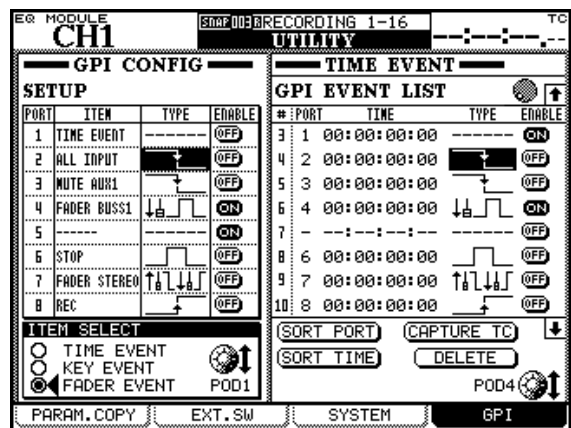 EQ MODULE
CH1
SNAP 003 RECORDING 1-16
UTILITY
TC
--:--:--.--
GPI CONFIG
SETUP
PORT ITEM TYPE ENABLE
1 TIME EVENT ------- OFF
2 ALL INPUT OFF
3 MUTE AUX1 OFF
4 FADER BUSS1 ON
5 ----- ------- ON
6 STOP OFF
7 FADER STEREO OFF
8 REC OFF
ITEM SELECT
TIME EVENT
KEY EVENT
FADER EVENT
POD1
TIME EVENT
GPI EVENT LIST
# PORT TIME TYPE ENABLE
3 1 00:00:00:00 ------- ON
4 2 00:00:00:00 OFF
5 3 00:00:00:00 OFF
6 4 00:00:00:00 ON
7 - --:--:--:-- ------- OFF
8 6 00:00:00:00 OFF
9 7 00:00:00:00 OFF
10 8 00:00:00:00 OFF
SORT PORT CAPTURE TC
SORT TIME DELETE
POD4
PARAM.COPY EXT.SW SYSTEM GPI